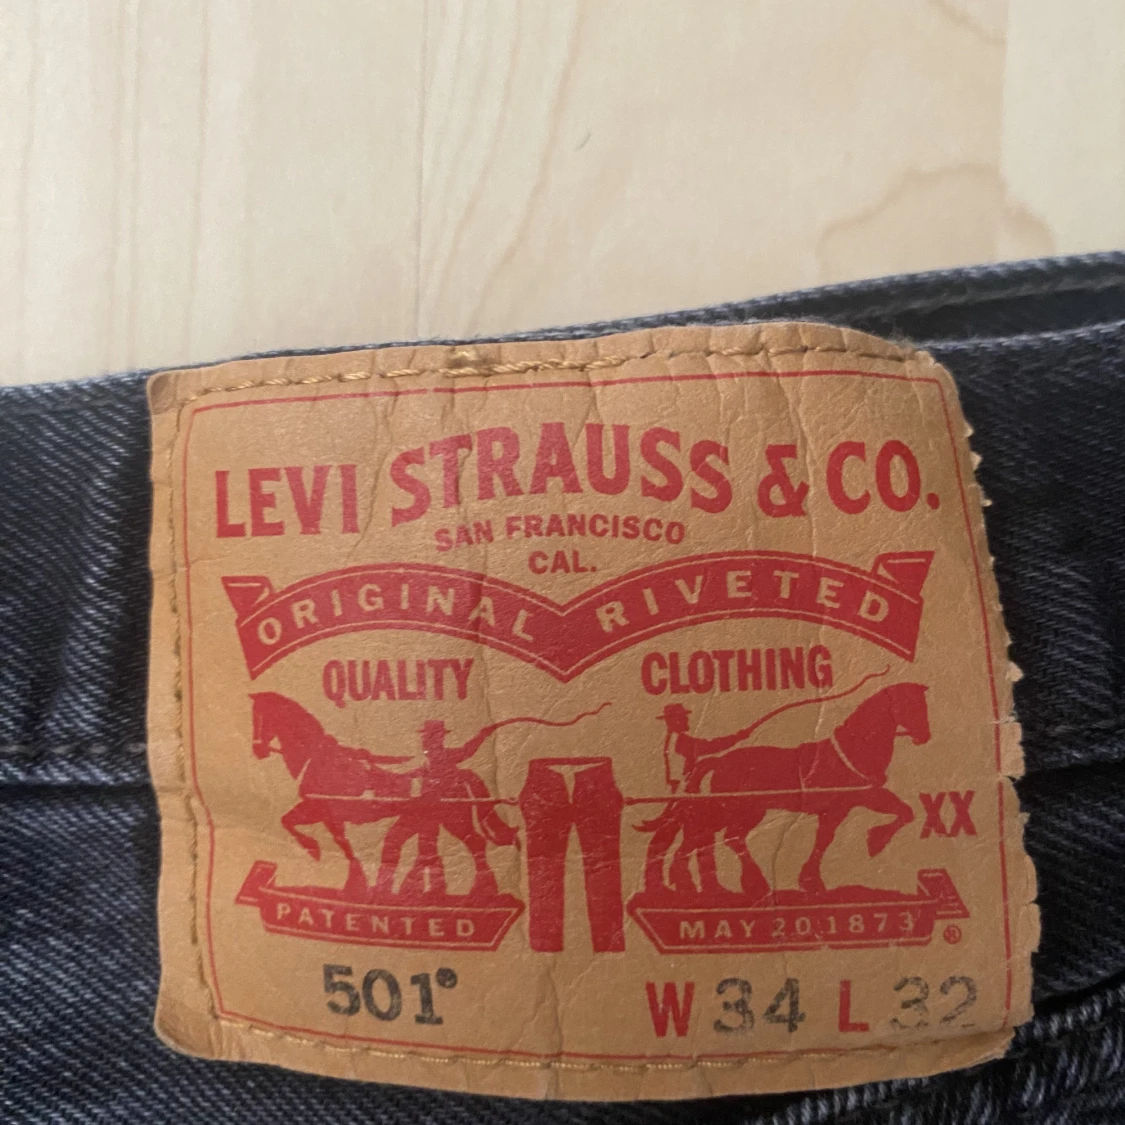 LEVI STRAUSS & CO.
SAN FRANCISCO
CAL.
ORIGINAL RIVETED
QUALITY CLOTHING
XX
PATENTED MAY 20 1873 ®
501® W 34 L 32